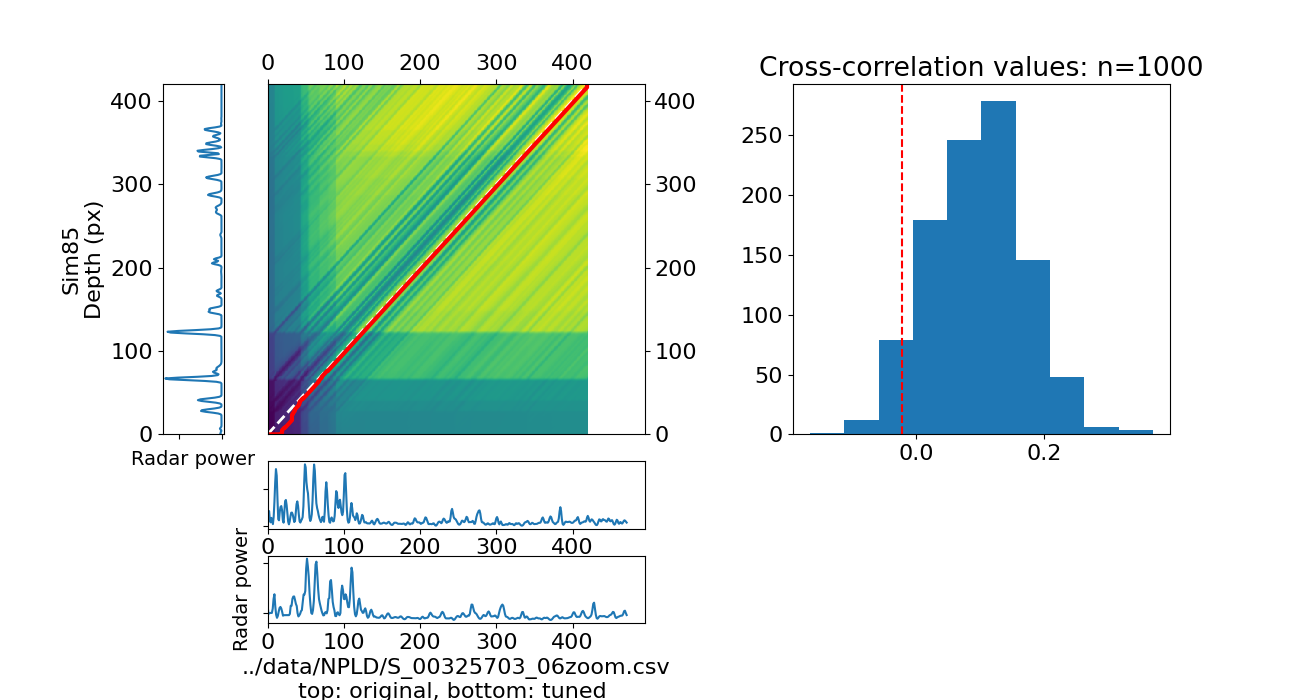 Cross-correlation values: n=1000
0 100 200 300 400
400
300
200
100
0
Sim85
Depth (px)
Radar power
400
300
200
100
0
250
200
150
100
50
0
0.0 0.2
0 100 200 300 400
Radar power
0 100 200 300 400
../data/NPLD/S_00325703_06zoom.csv
top: original, bottom: tuned